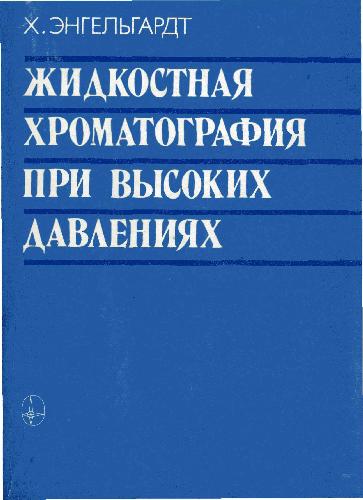 Х. ЭНГЕЛЬГАРДТ
ЖИДКОСТНАЯ
ХРОМАТОГРАФИЯ
ПРИ ВЫСОКИХ
ДАВЛЕНИЯХ